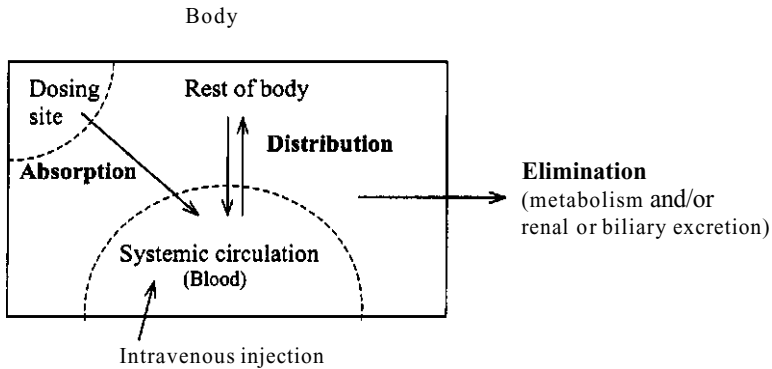 Body
Dosing
site
Rest of body
Absorption
Distribution
Elimination
(metabolism and/or
renal or biliary excretion)
Systemic circulation
(Blood)
Intravenous injection